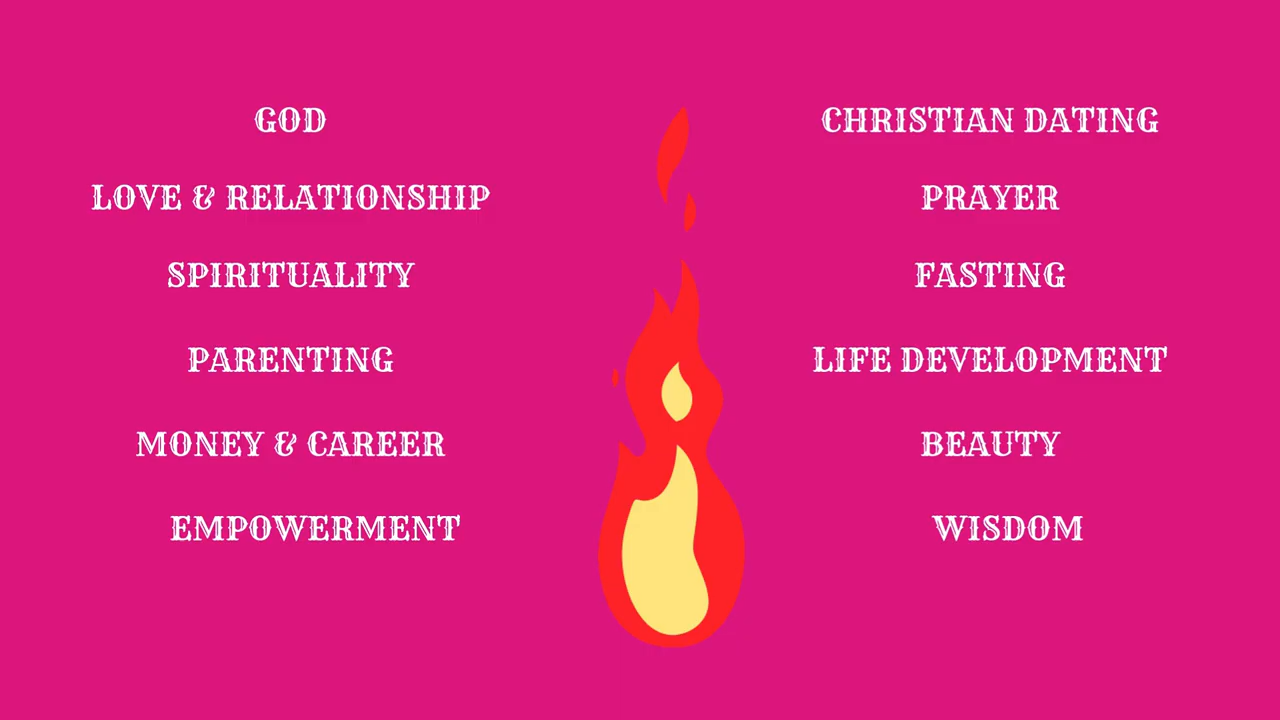 GOD
LOVE & RELATIONSHIP
SPIRITUALITY
PARENTING
MONEY & CAREER
EMPOWERMENT
CHRISTIAN DATING
PRAYER
FASTING
LIFE DEVELOPMENT
BEAUTY
WISDOM